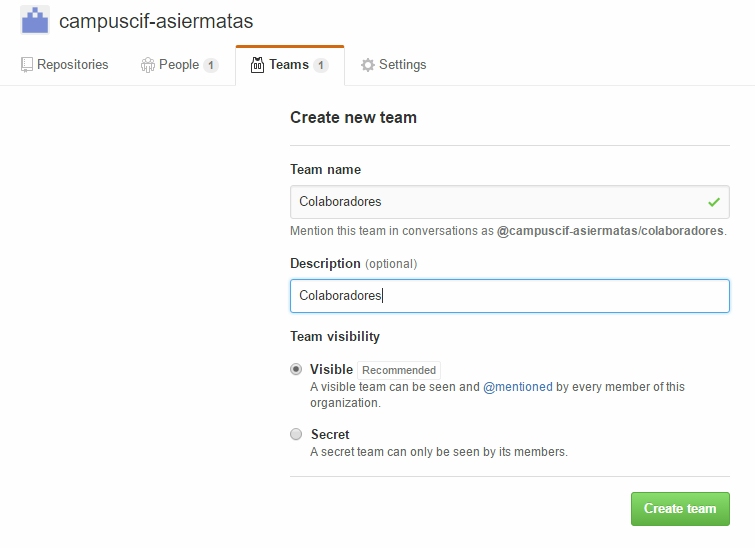 campuscif-asiermatas
Repositories People 1 Teams 1 Settings
Create new team
Team name
Colaboradores
Mention this team in conversations as @campuscif-asiermatas/colaboradores.
Description (optional)
Colaboradores
Team visibility
Visible Recommended
A visible team can be seen and @mentioned by every member of this
organization.
Secret
A secret team can only be seen by its members.
Create team